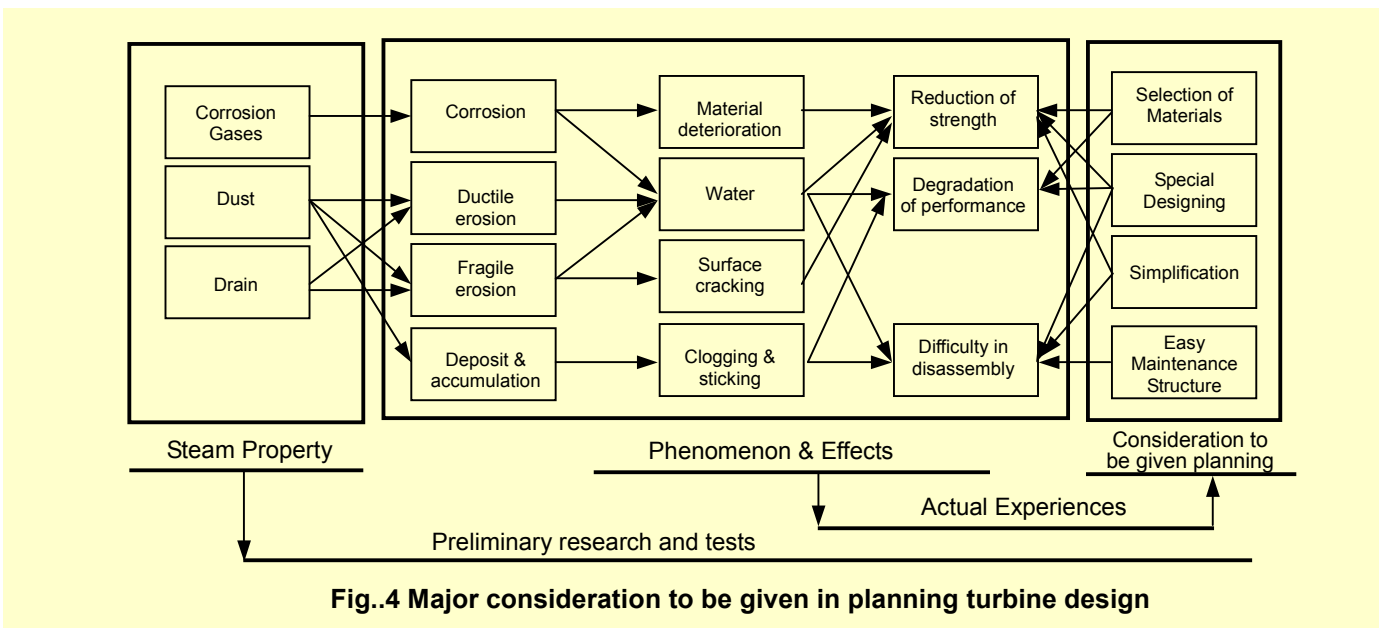 Corrosion
Gases
Dust
Drain
Corrosion
Ductile
erosion
Fragile
erosion
Deposit &
accumulation
Material
deterioration
Water
Surface
cracking
Clogging &
sticking
Reduction of
strength
Degradation
of performance
Difficulty in
disassembly
Selection of
Materials
Special
Designing
Simplification
Easy
Maintenance
Structure
Steam Property
Phenomenon & Effects
Consideration to
be given planning
Actual Experiences
Preliminary research and tests
Fig..4 Major consideration to be given in planning turbine design